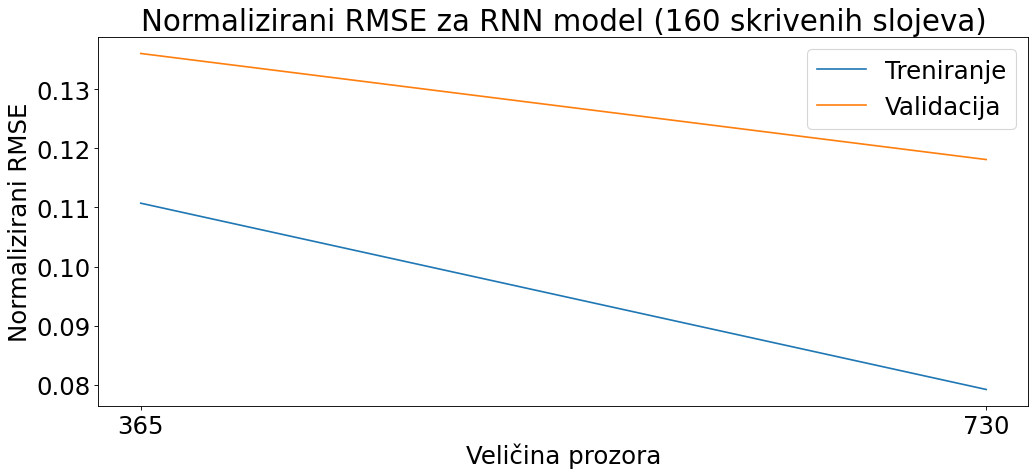 Normalizirani RMSE za RNN model (160 skrivenih slojeva)
Treniranje
Validacija
Normalizirani RMSE
0.13
0.12
0.11
0.10
0.09
0.08
365
730
Veličina prozora